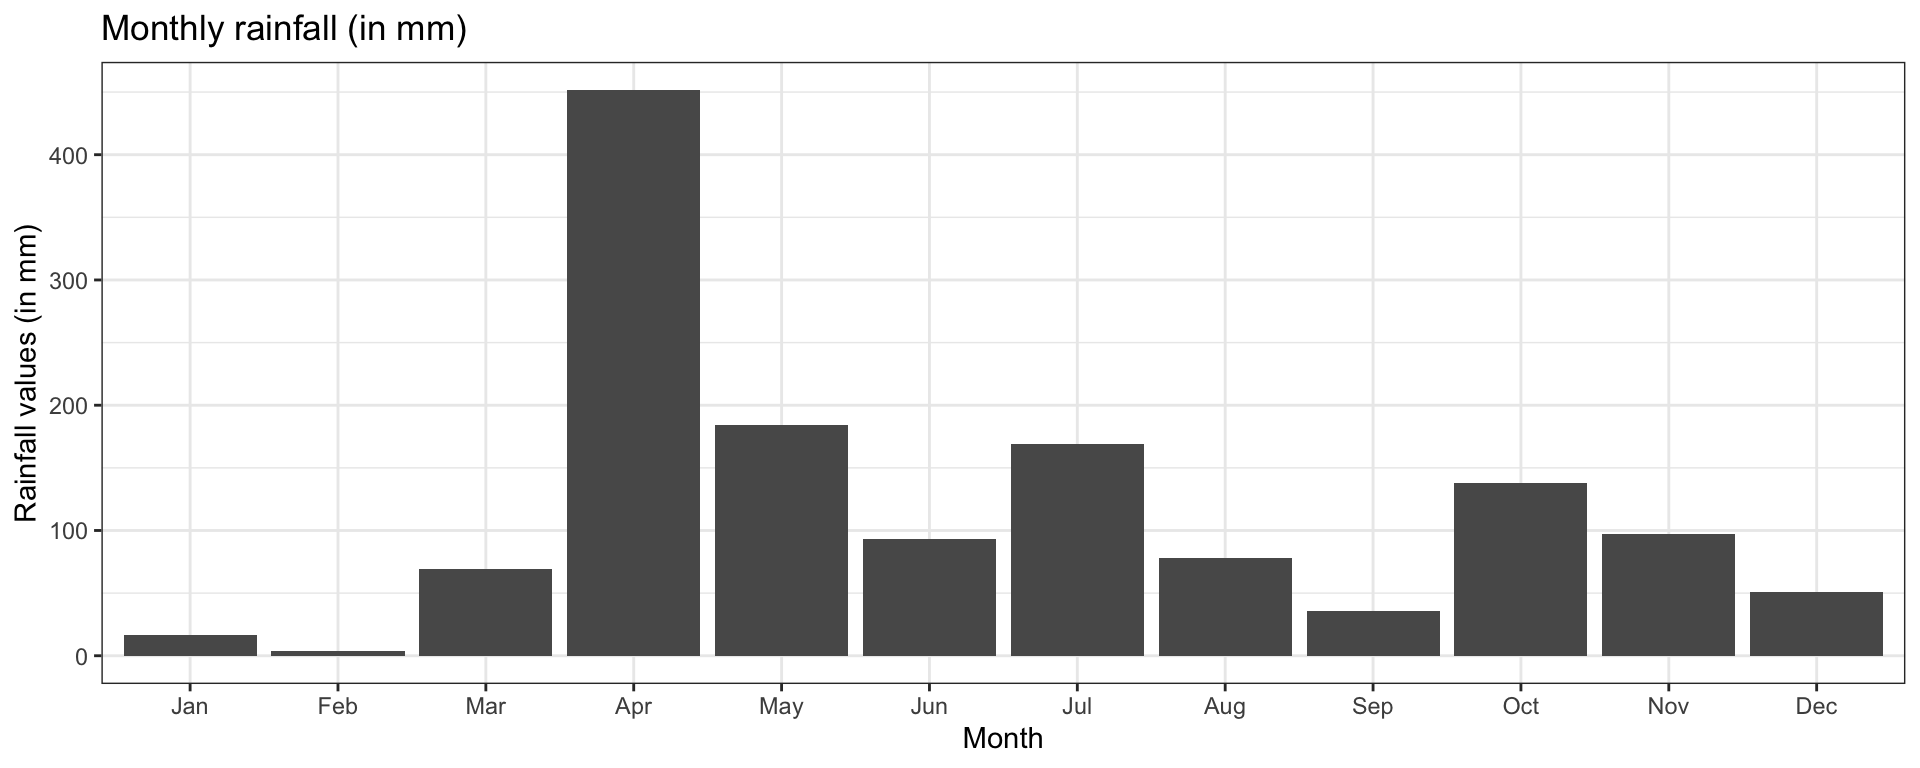 Monthly rainfall (in mm)
Rainfall values (in mm)
400
300
200
100
0
Jan Feb Mar Apr May Jun Jul Aug Sep Oct Nov Dec
Month